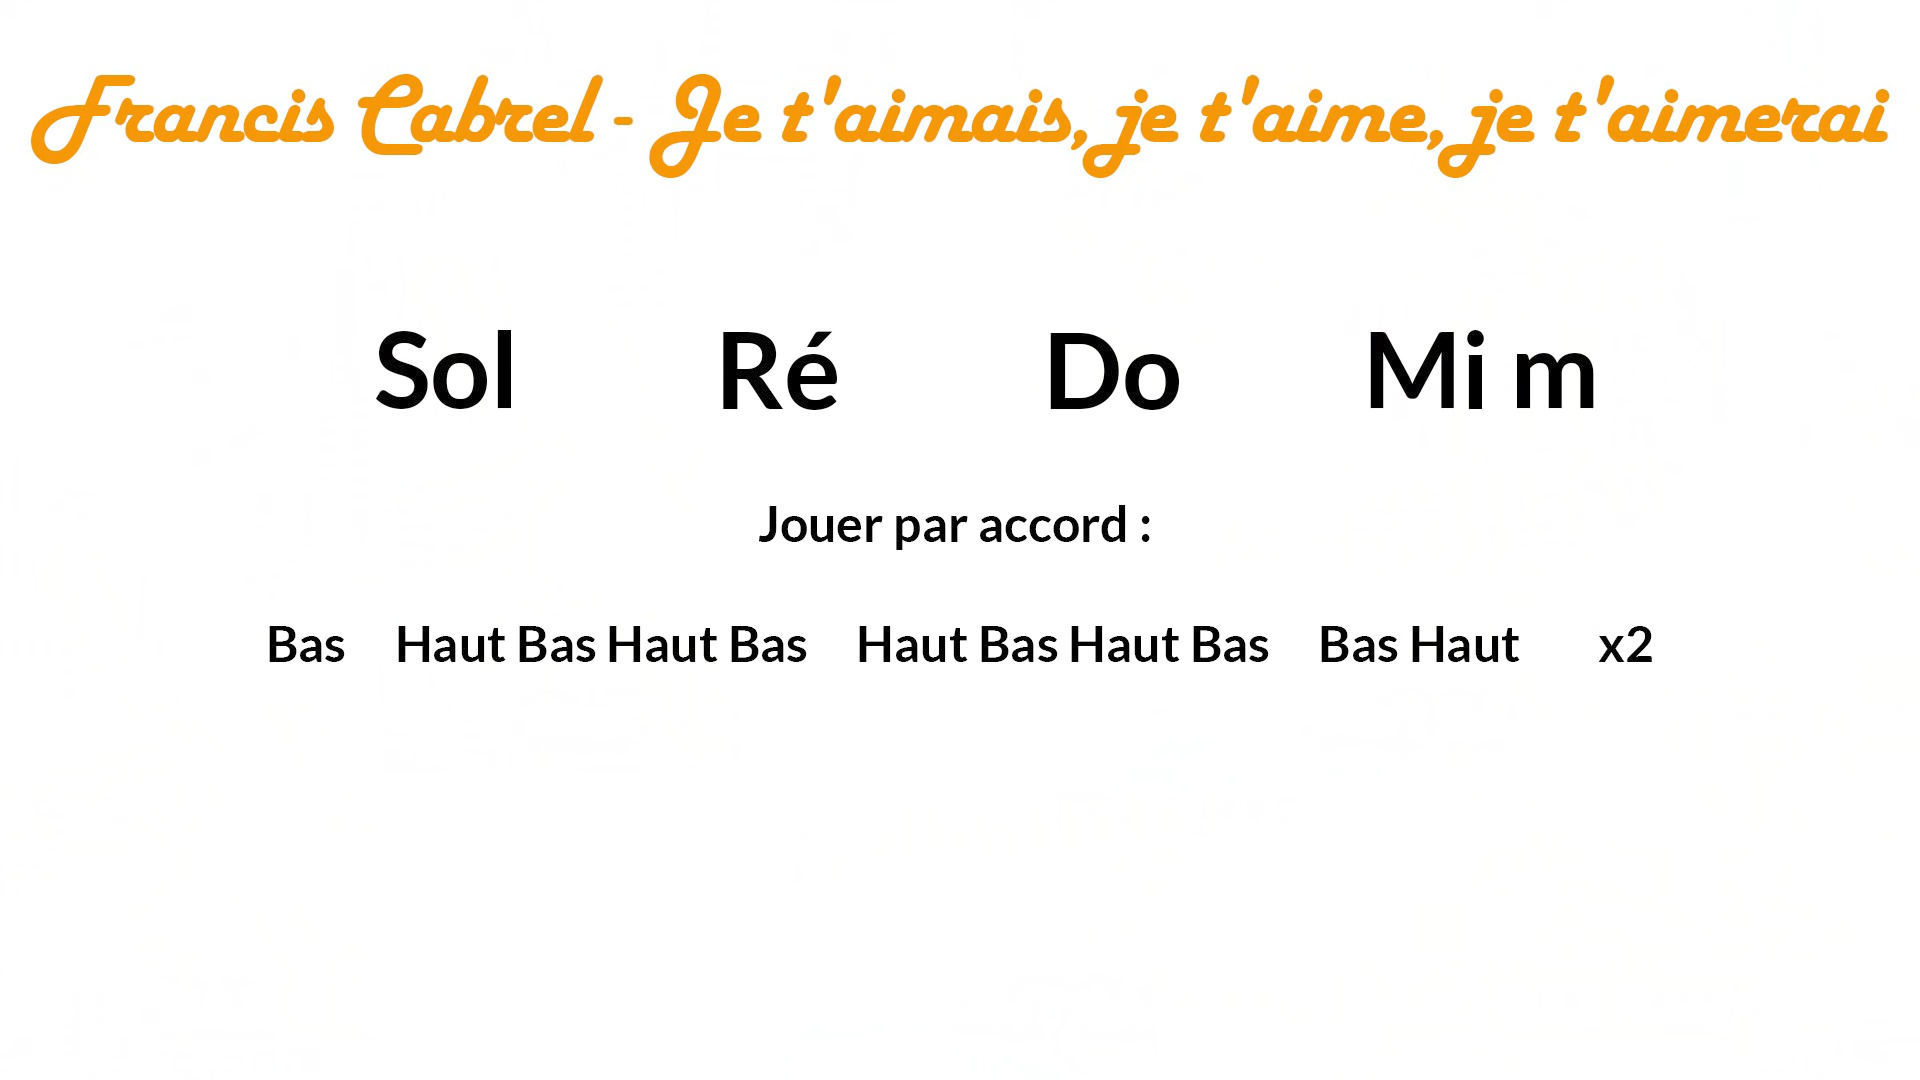 Francis Cabrel - Je t'aimais, je t'aime, je t'aimerai
Sol Ré Do Mi m
Jouer par accord :
Bas Haut Bas Haut Bas Haut Bas Haut Bas Bas Haut x2